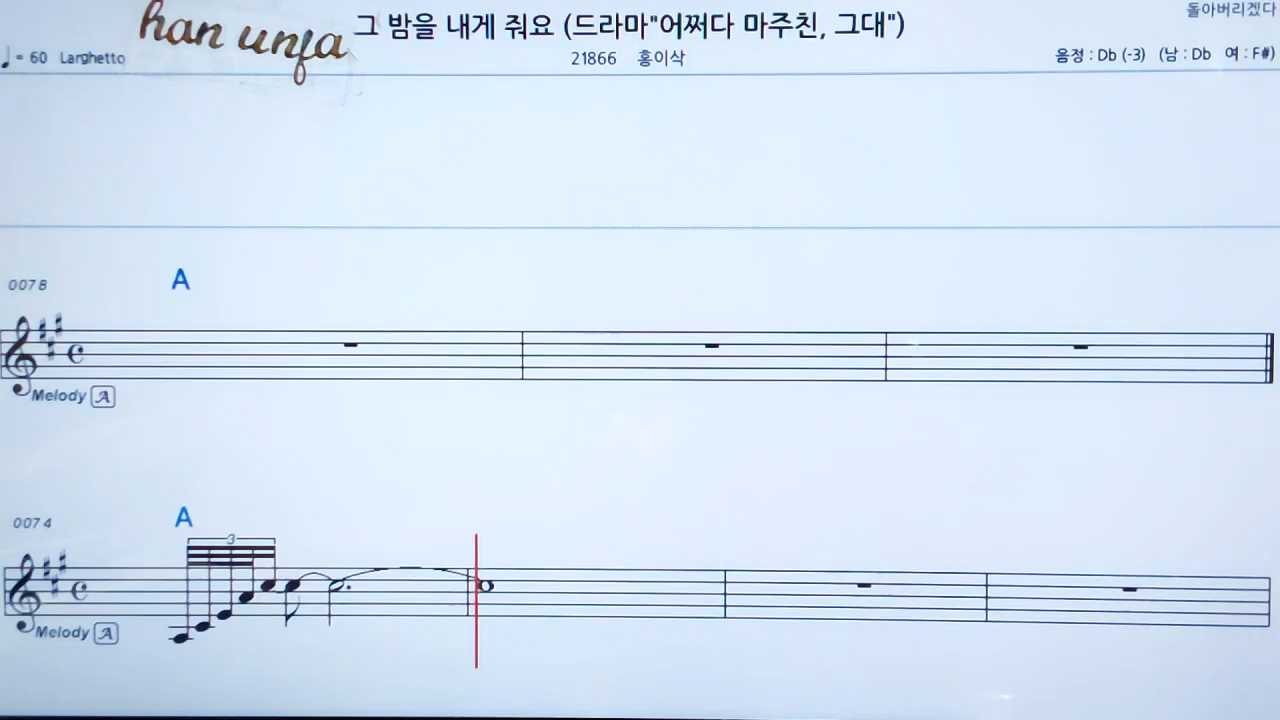 돌아버리겠다
han unfa 그 밤을 내게 줘요 (드라마"어쩌다 마주친, 그대")
♩= 60 Larghetto 21866 홍이삭 음정 : Db (-3) (남 : Db 여 : F#)
0078 A
Melody A
0074 A
3
Melody A